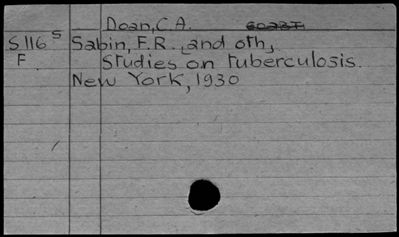 Doan, C.A.
S116 s Sabin, F.R. and oth,
F Studies on tuberculosis.
New York, 1930